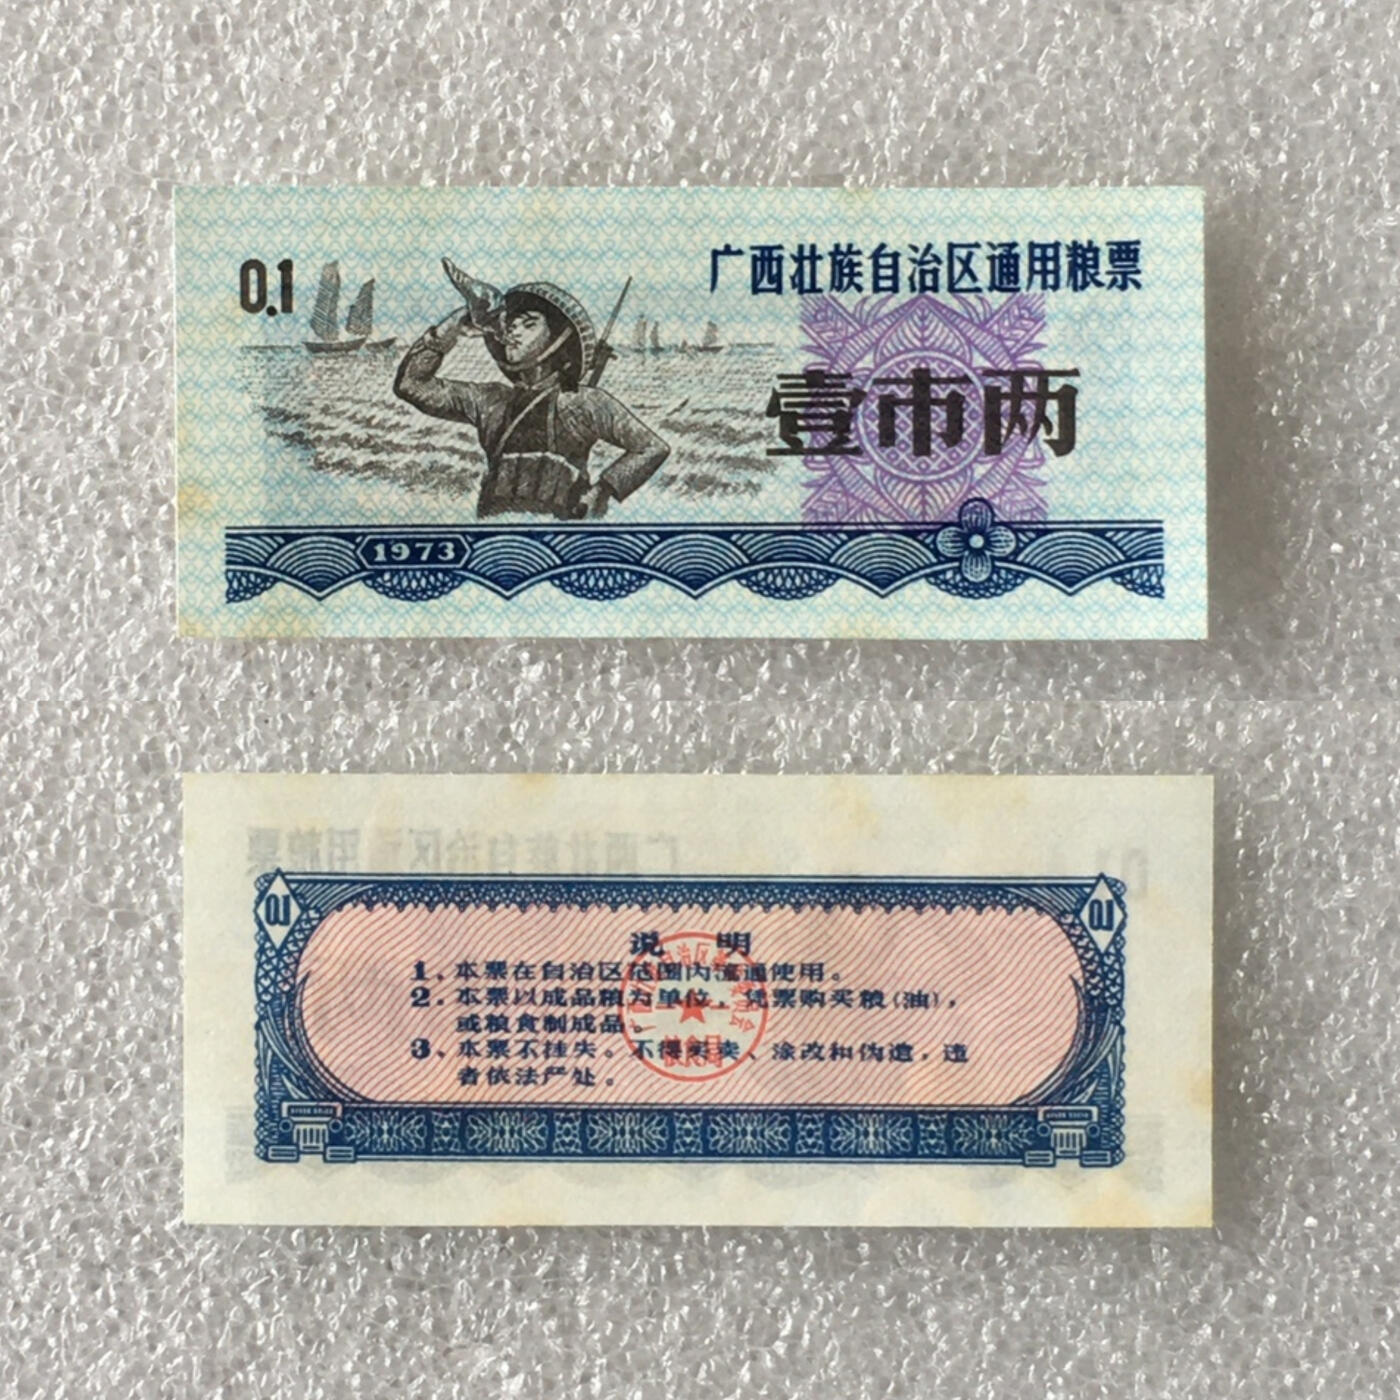 0.1
广西壮族自治区通用粮票
壹市两
1973
0.1
0.1
说 明
1、本票在自治区范围内流通使用。
2、本票以成品粮为单位，凭票购买粮(油)，
或粮食制成品。
3、本票不挂失。不得买卖、涂改和伪造，违
者依法严处。
粮食局